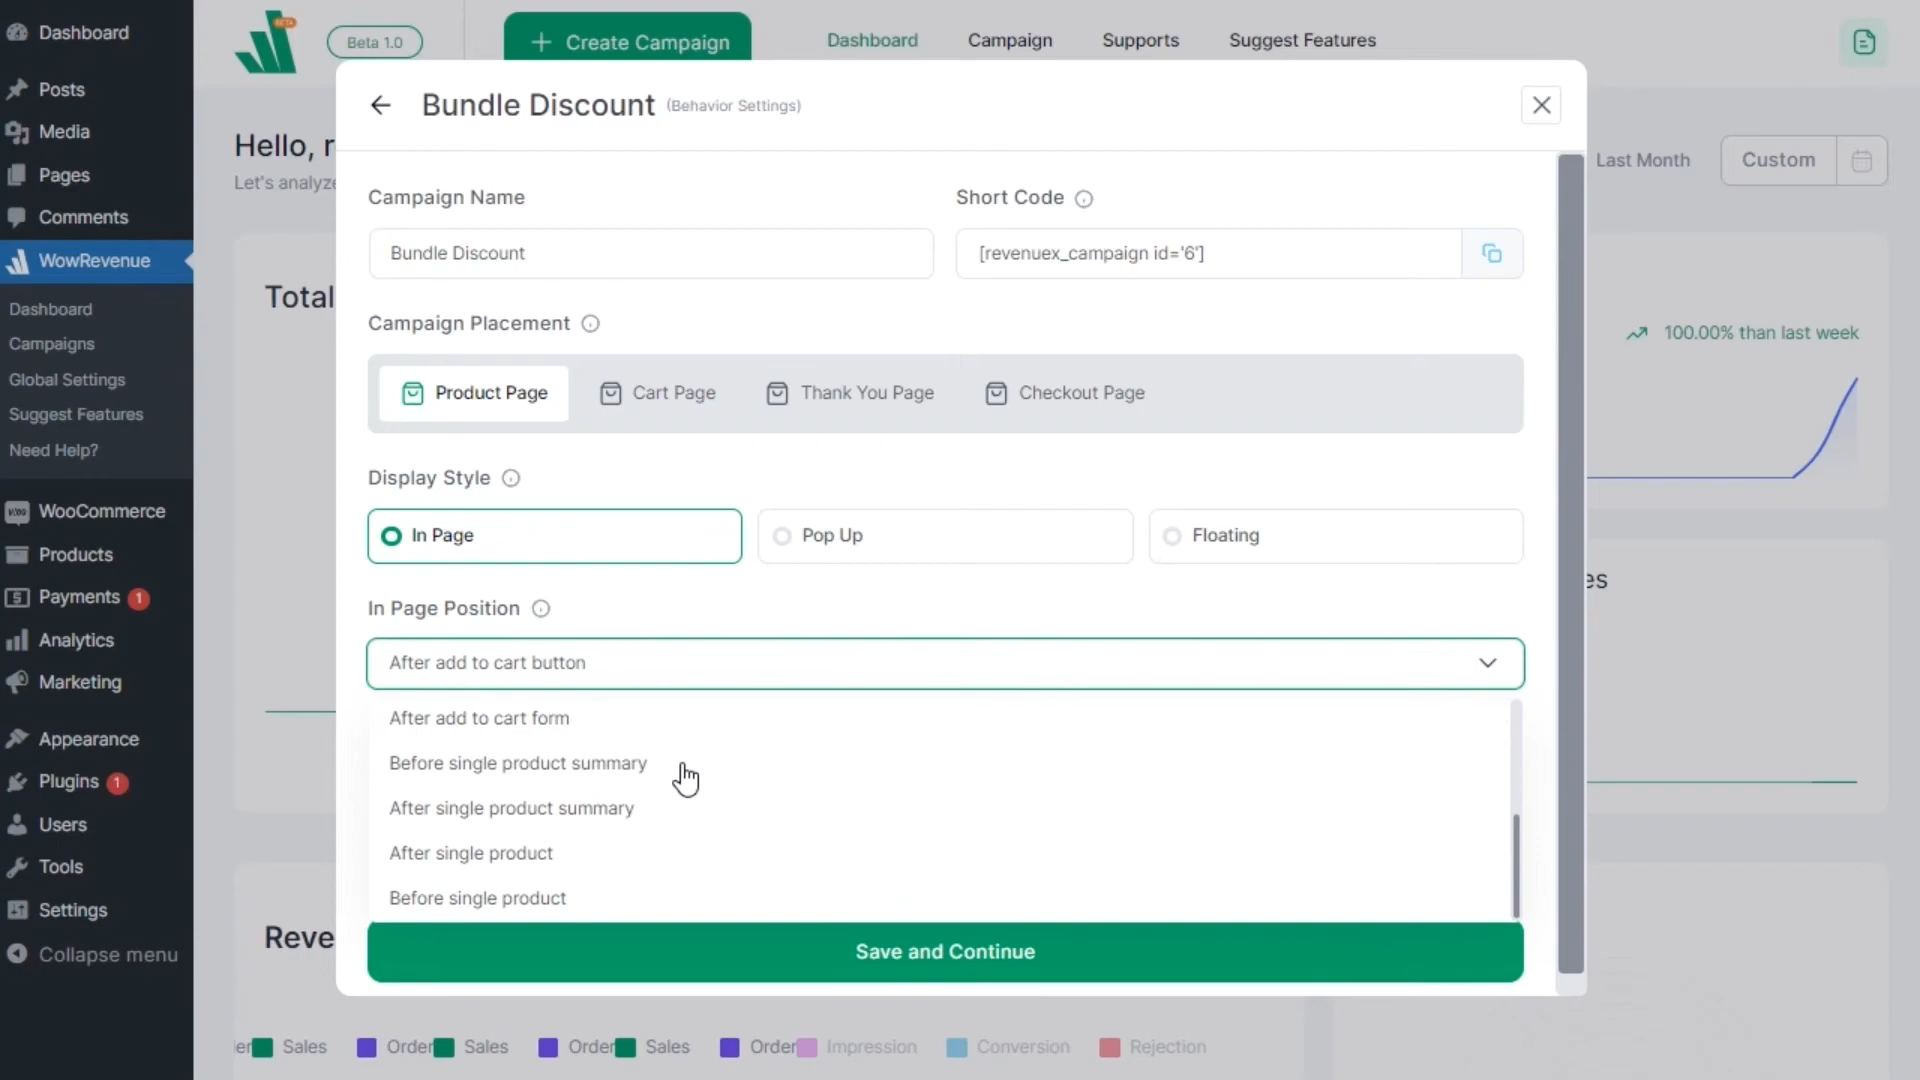 Dashboard
Posts
Media
Pages
Comments
WowRevenue
Dashboard
Campaigns
Global Settings
Suggest Features
Need Help?
WooCommerce
Products
Payments 1
Analytics
Marketing
Appearance
Plugins 1
Users
Tools
Settings
Collapse menu
BETA
Beta 1.0
+ Create Campaign
Dashboard
Campaign
Supports
Suggest Features
Hello, r
Let's analyze
Last Month
Custom
Total
100.00% than last week
es
Reve
Bundle Discount (Behavior Settings)
Campaign Name
Short Code
Bundle Discount
[revenuex_campaign id='6']
Campaign Placement
Product Page
Cart Page
Thank You Page
Checkout Page
Display Style
In Page
Pop Up
Floating
In Page Position
After add to cart button
After add to cart form
Before single product summary
After single product summary
After single product
Before single product
Save and Continue
er Sales Order Sales Order Sales Order Impression Conversion Rejection